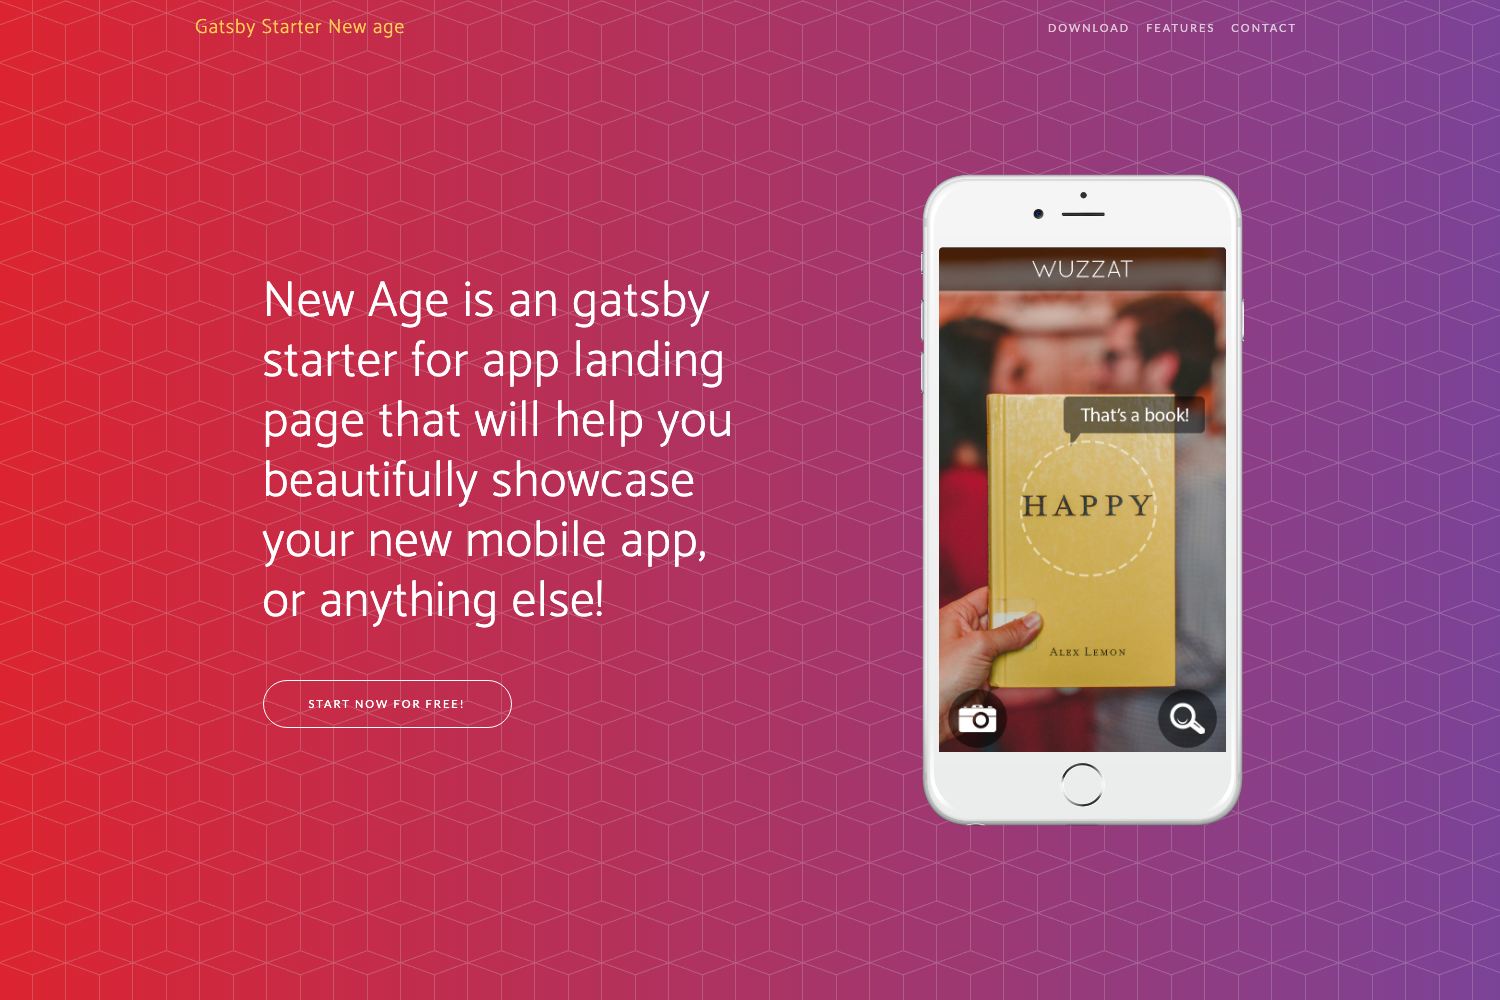 Gatsby Starter New age
DOWNLOAD FEATURES CONTACT
New Age is an gatsby
starter for app landing
page that will help you
beautifully showcase
your new mobile app,
or anything else!
START NOW FOR FREE!
WUZZAT
That's a book!
HAPPY
ALEX LEMON